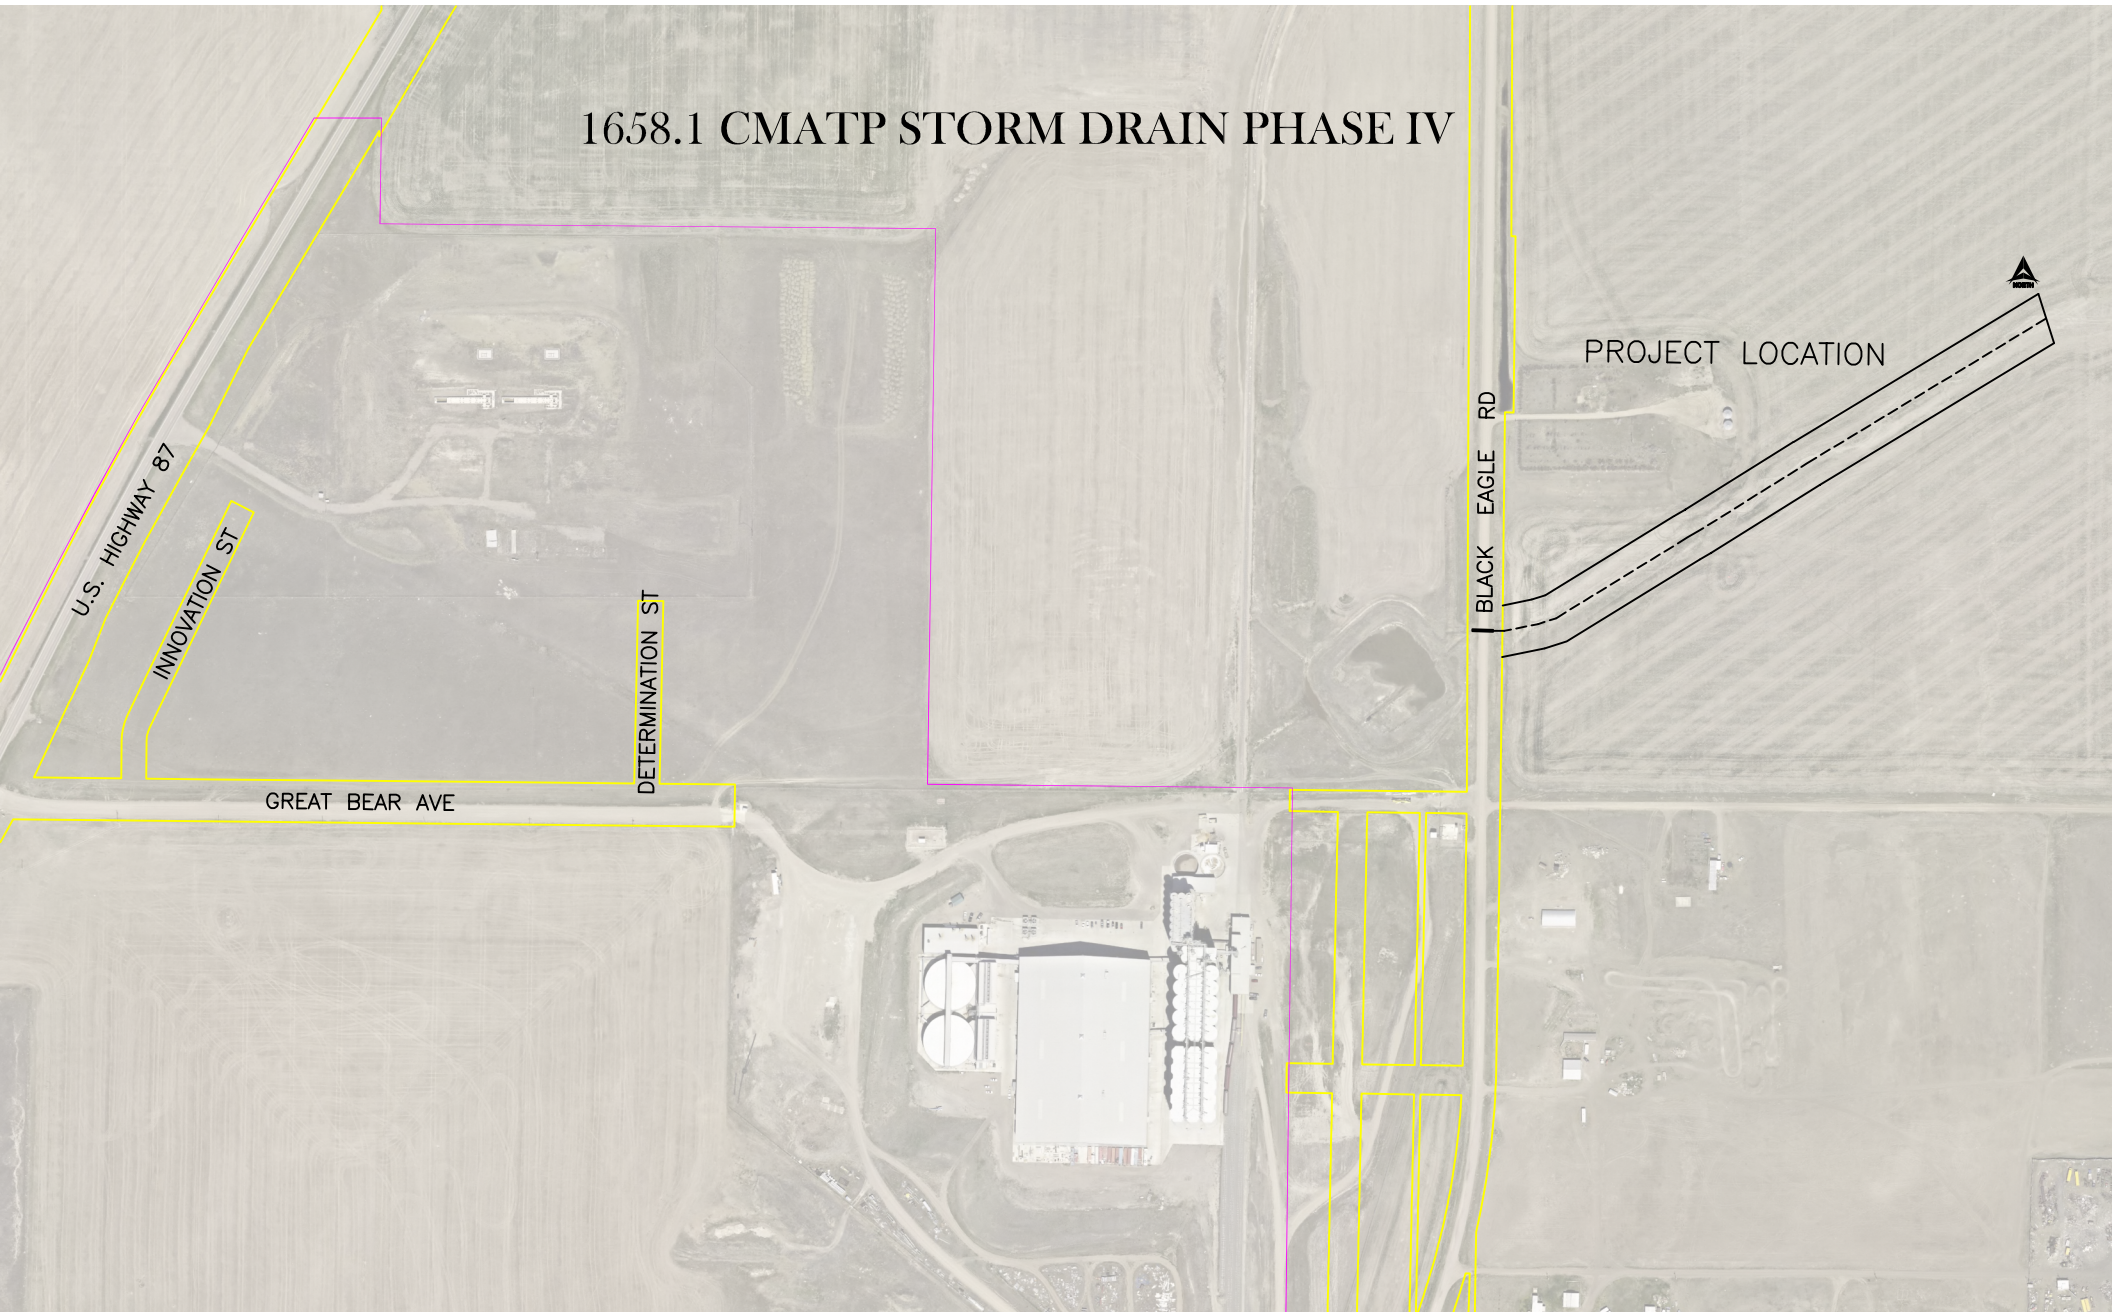 1658.1 CMATP STORM DRAIN PHASE IV
NORTH
PROJECT LOCATION
BLACK EAGLE RD
U.S. HIGHWAY 87
INNOVATION ST
DETERMINATION ST
GREAT BEAR AVE